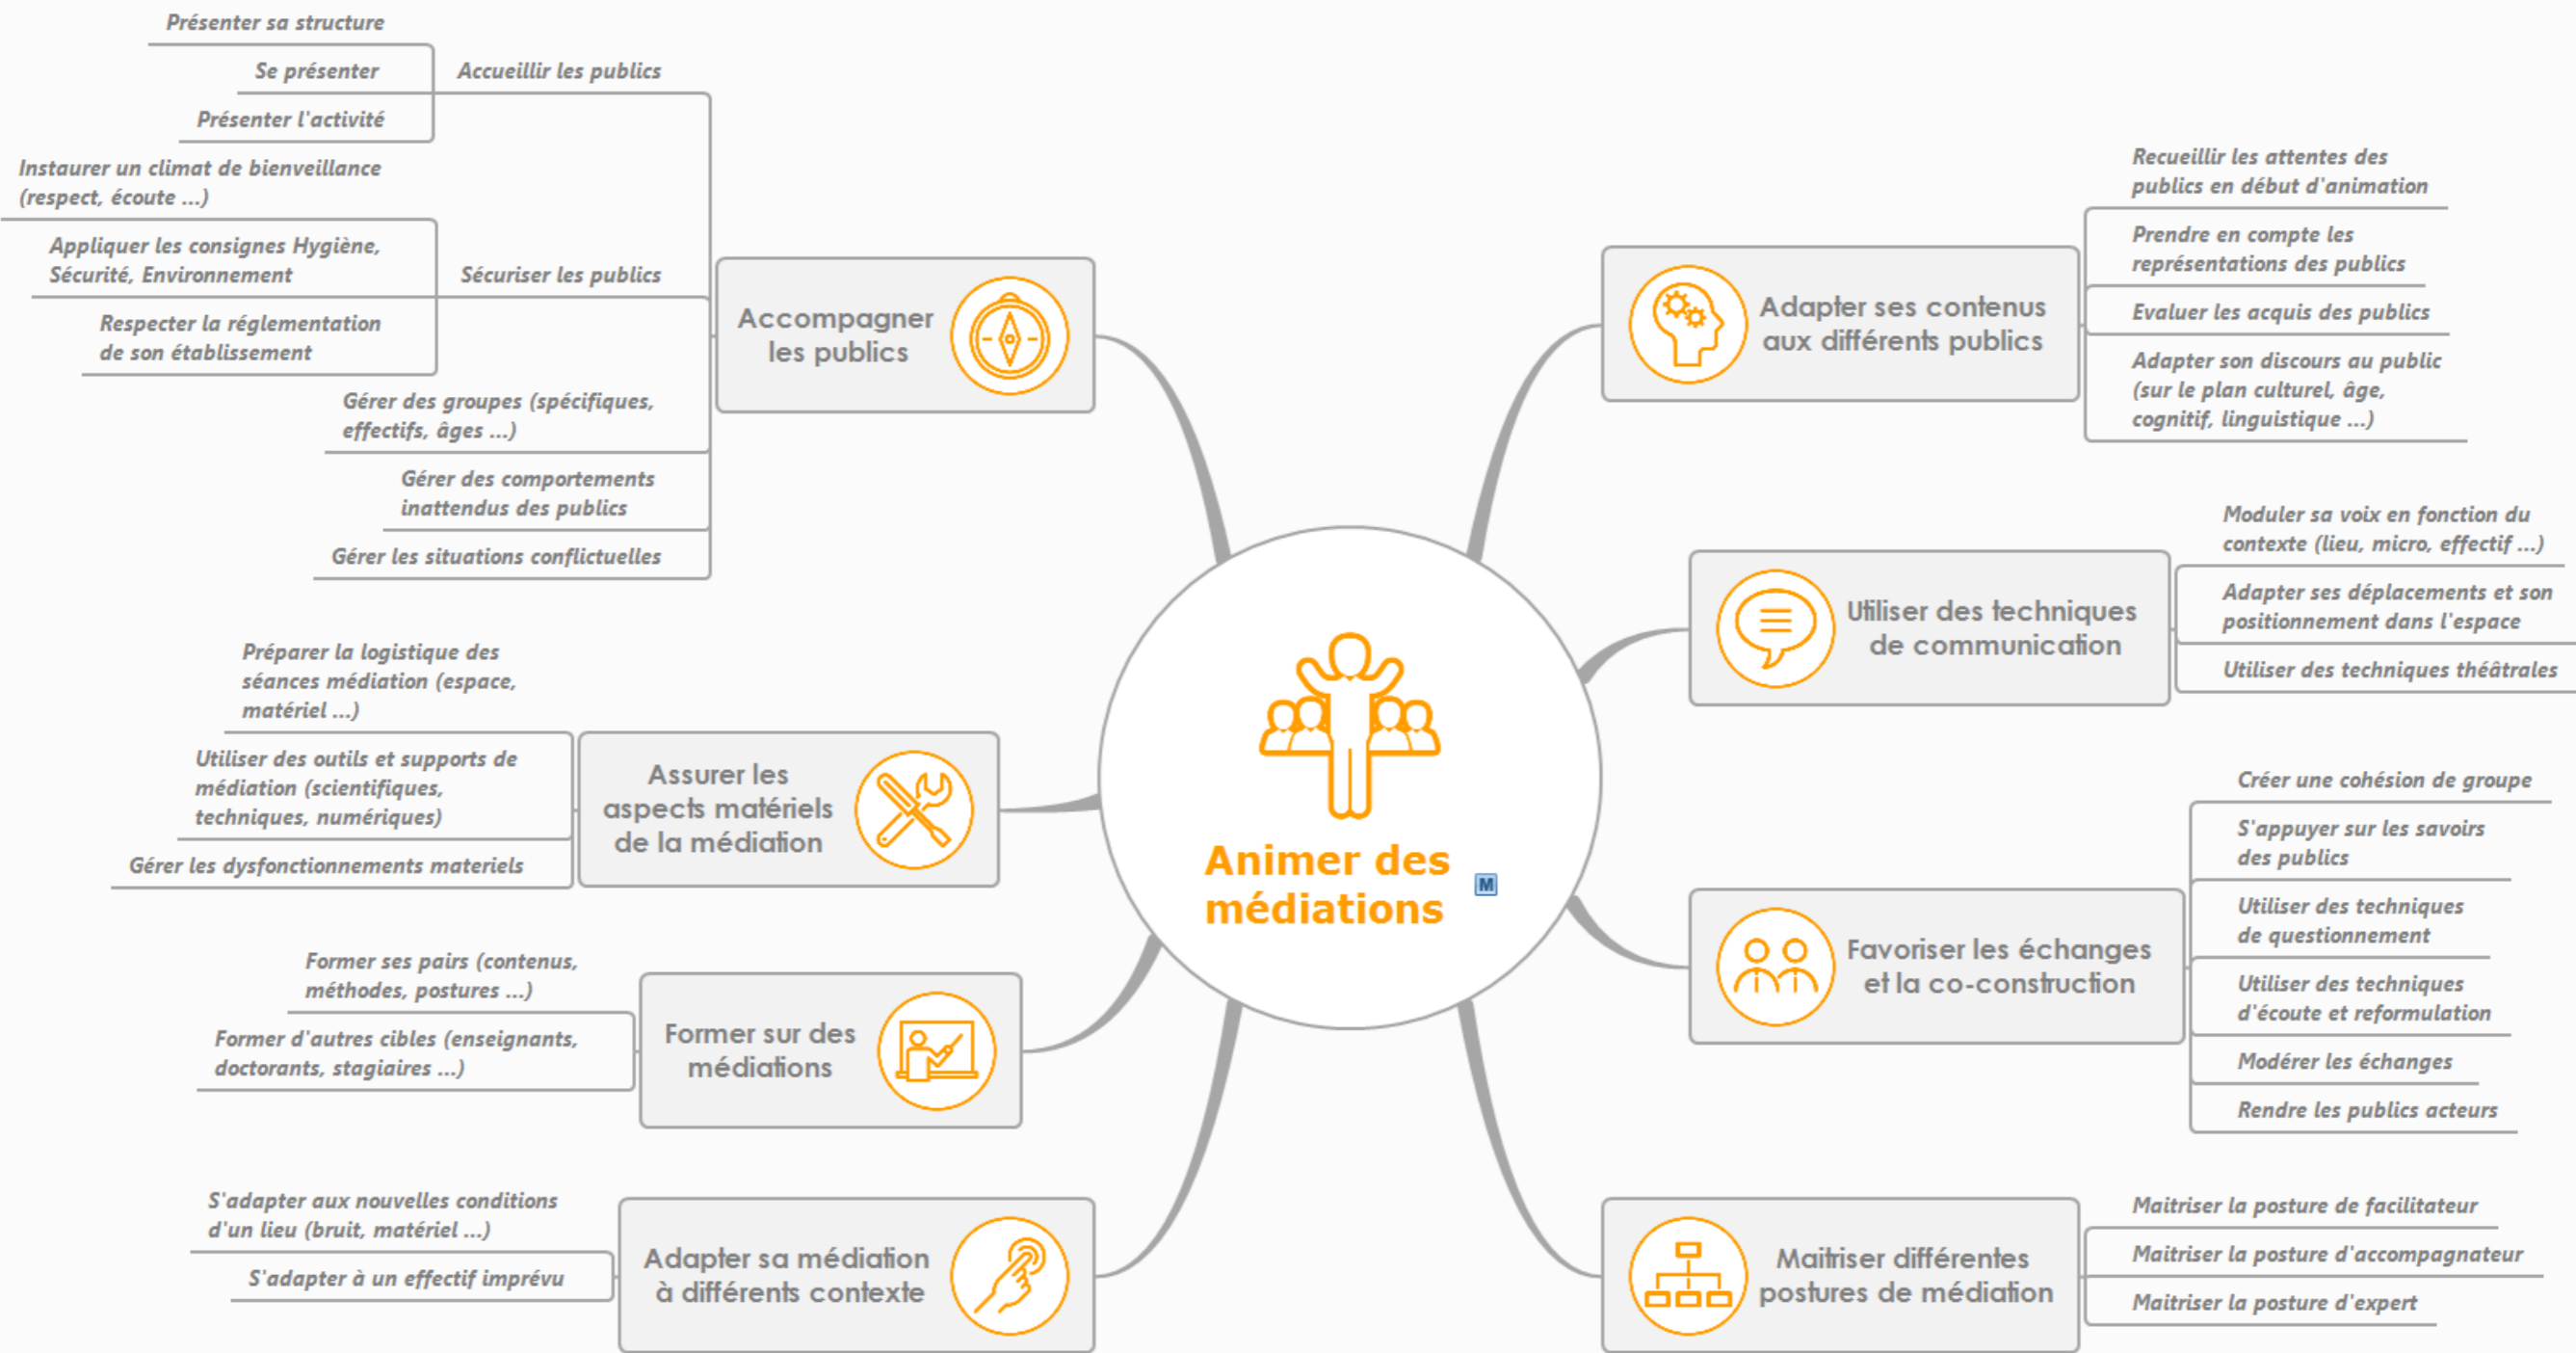 Présenter sa structure
Se présenter
Présenter l'activité
Accueillir les publics
Instaurer un climat de bienveillance
(respect, écoute ...)
Appliquer les consignes Hygiène,
Sécurité, Environnement
Respecter la réglementation
de son établissement
Sécuriser les publics
Gérer des groupes (spécifiques,
effectifs, âges ...)
Gérer des comportements
inattendus des publics
Gérer les situations conflictuelles
Accompagner
les publics
Préparer la logistique des
séances médiation (espace,
matériel ...)
Utiliser des outils et supports de
médiation (scientifiques,
techniques, numériques)
Gérer les dysfonctionnements materiels
Assurer les
aspects matériels
de la médiation
Former ses pairs (contenus,
méthodes, postures ...)
Former d'autres cibles (enseignants,
doctorants, stagiaires ...)
Former sur des
médiations
S'adapter aux nouvelles conditions
d'un lieu (bruit, matériel ...)
S'adapter à un effectif imprévu
Adapter sa médiation
à différents contexte
Animer des
médiations
M
Adapter ses contenus
aux différents publics
Recueillir les attentes des
publics en début d'animation
Prendre en compte les
représentations des publics
Evaluer les acquis des publics
Adapter son discours au public
(sur le plan culturel, âge,
cognitif, linguistique ...)
Utiliser des techniques
de communication
Moduler sa voix en fonction du
contexte (lieu, micro, effectif ...)
Adapter ses déplacements et son
positionnement dans l'espace
Utiliser des techniques théâtrales
Favoriser les échanges
et la co-construction
Créer une cohésion de groupe
S'appuyer sur les savoirs
des publics
Utiliser des techniques
de questionnement
Utiliser des techniques
d'écoute et reformulation
Modérer les échanges
Rendre les publics acteurs
Maitriser différentes
postures de médiation
Maitriser la posture de facilitateur
Maitriser la posture d'accompagnateur
Maitriser la posture d'expert